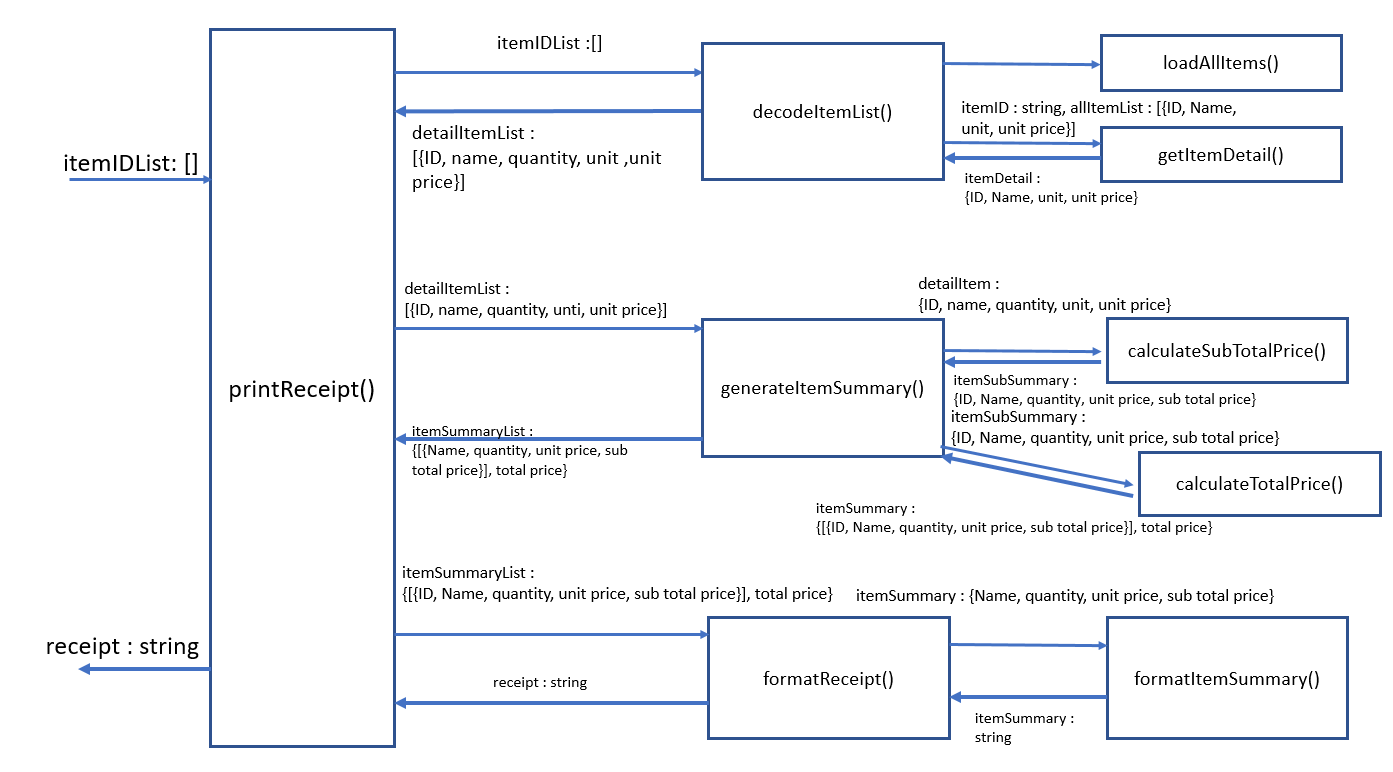 itemIDList :[]
loadAllItems()
decodeItemList()
itemID : string, allItemList : [{ID, Name,
unit, unit price}]
detailItemList :
[{ID, name, quantity, unit ,unit
price}]
getItemDetail()
itemIDList: []
itemDetail :
{ID, Name, unit, unit price}
detailItemList :
[{ID, name, quantity, unti, unit price}]
detailItem :
{ID, name, quantity, unit, unit price}
calculateSubTotalPrice()
printReceipt()
generateItemSummary()
itemSubSummary :
{ID, Name, quantity, unit price, sub total price}
itemSubSummary :
{ID, Name, quantity, unit price, sub total price}
itemSummaryList :
{[{Name, quantity, unit price, sub
total price}], total price}
calculateTotalPrice()
itemSummary :
{[{ID, Name, quantity, unit price, sub total price}], total price}
itemSummaryList :
{[{ID, Name, quantity, unit price, sub total price}], total price}
itemSummary : {Name, quantity, unit price, sub total price}
receipt : string
receipt : string
formatReceipt()
formatItemSummary()
itemSummary :
string